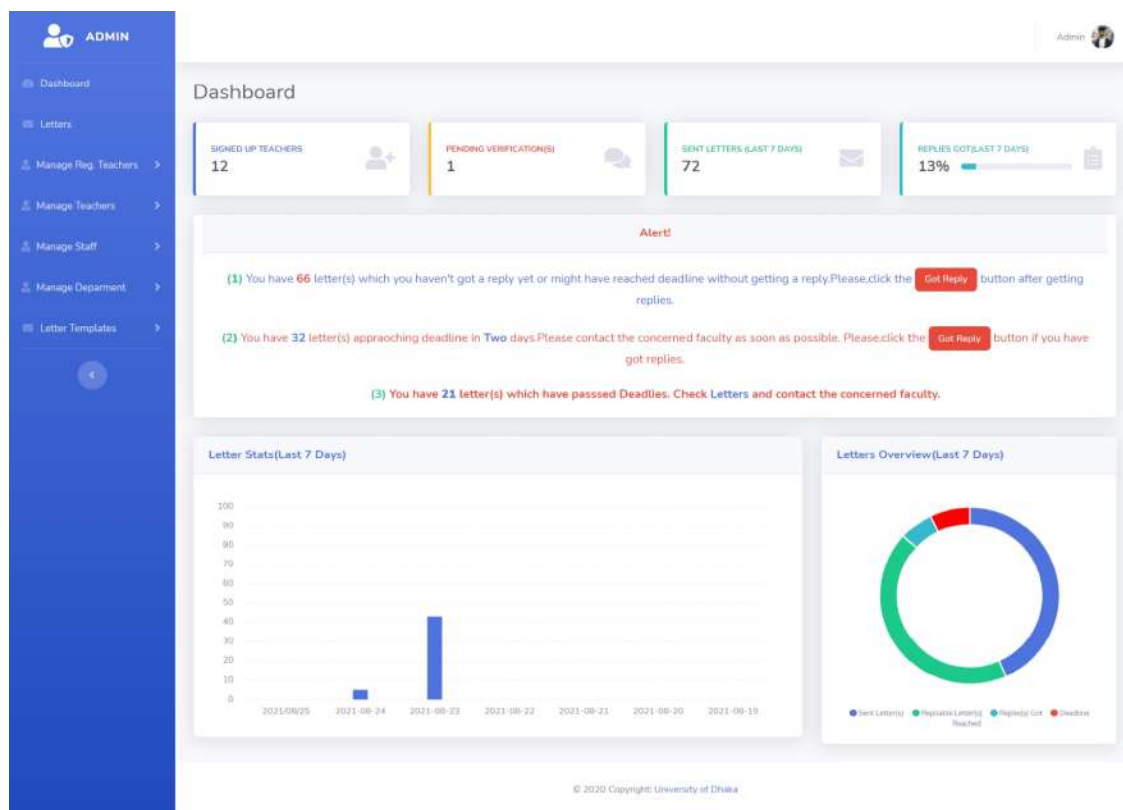 ADMIN
Admin
Dashboard
Letters
Manage Reg. Teachers
Manage Teachers
Manage Staff
Manage Deparment
Letter Templates
Dashboard
SIGNED UP TEACHERS
12
PENDING VERIFICATION(S)
1
SENT LETTERS (LAST 7 DAYS)
72
REPLIES GOT(LAST 7 DAYS)
13%
Alert!
(1) You have 66 letter(s) which you haven't got a reply yet or might have reached deadline without getting a reply.Please,click the Got Reply button after getting
replies.
(2) You have 32 letter(s) appraoching deadline in Two days.Please contact the concerned faculty as soon as possible. Please,click the Got Reply button if you have
got replies.
(3) You have 21 letter(s) which have passsed Deadlies. Check Letters and contact the concerned faculty.
Letter Stats(Last 7 Days)
100
90
80
70
60
50
40
30
20
10
0
2021/08/25 2021-08-24 2021-08-23 2021-08-22 2021-08-21 2021-08-20 2021-08-19
Letters Overview(Last 7 Days)
Sent Letter(s) Repliable Letter(s) Replie(s) Got Deadline
Reached
© 2020 Copyright: University of Dhaka